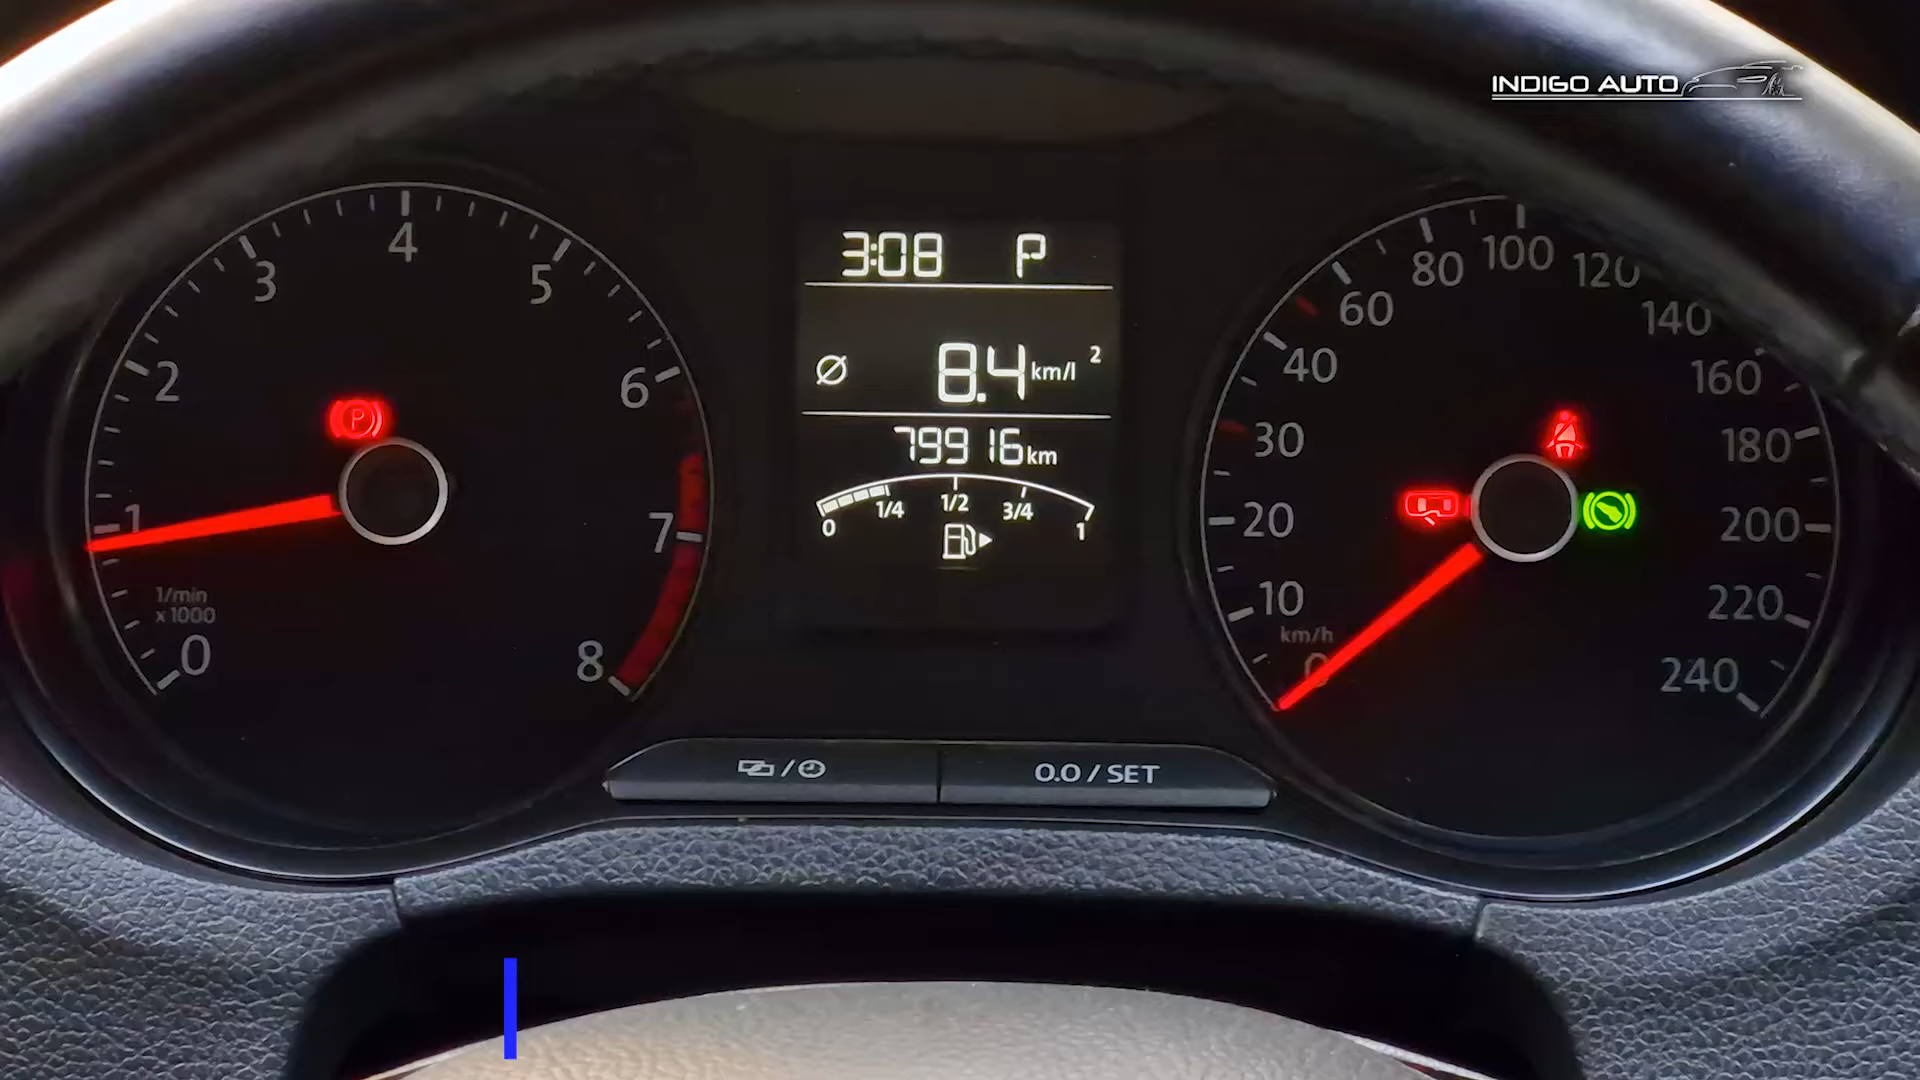 INDIGO AUTO
0 1 2 3 4 5 6 7 8
1/min
x 1000
P
3:08 P
Ø 8.4 km/l 2
79916 km
0 1/4 1/2 3/4 1
0 10 20 30 40 60 80 100 120 140 160 180 200 220 240
km/h
0.0 / SET